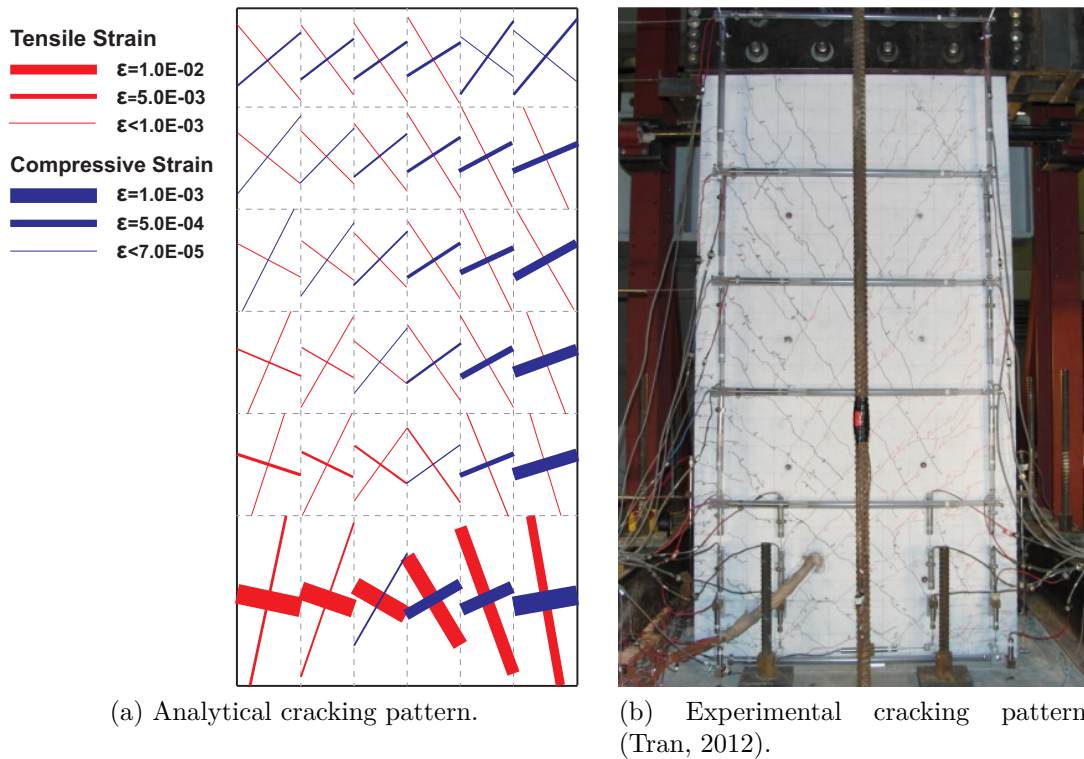 Tensile Strain
ε=1.0E-02
ε=5.0E-03
ε<1.0E-03
Compressive Strain
ε=1.0E-03
ε=5.0E-04
ε<7.0E-05
(a) Analytical cracking pattern.
(b) Experimental cracking pattern
(Tran, 2012).